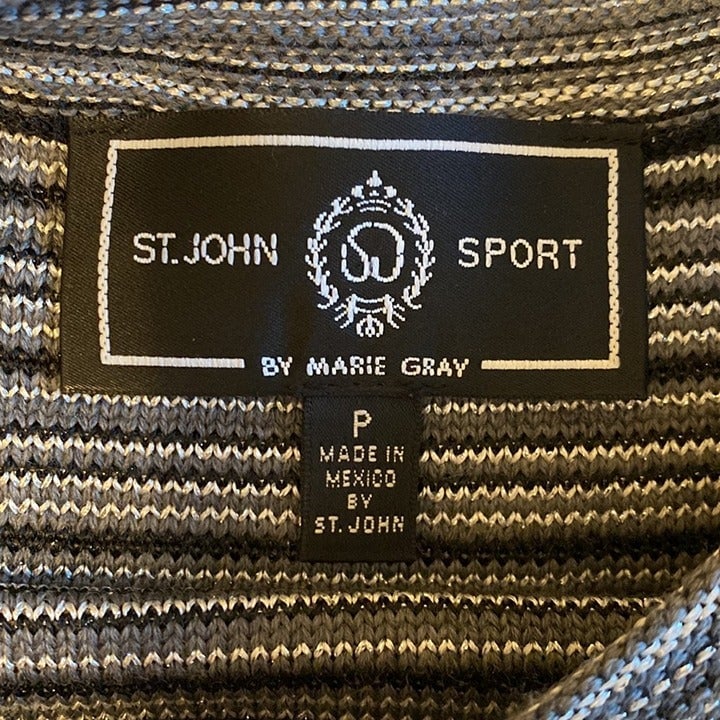 ST. JOHN SPORT
BY MARIE GRAY
P
MADE IN
MEXICO
BY
ST. JOHN